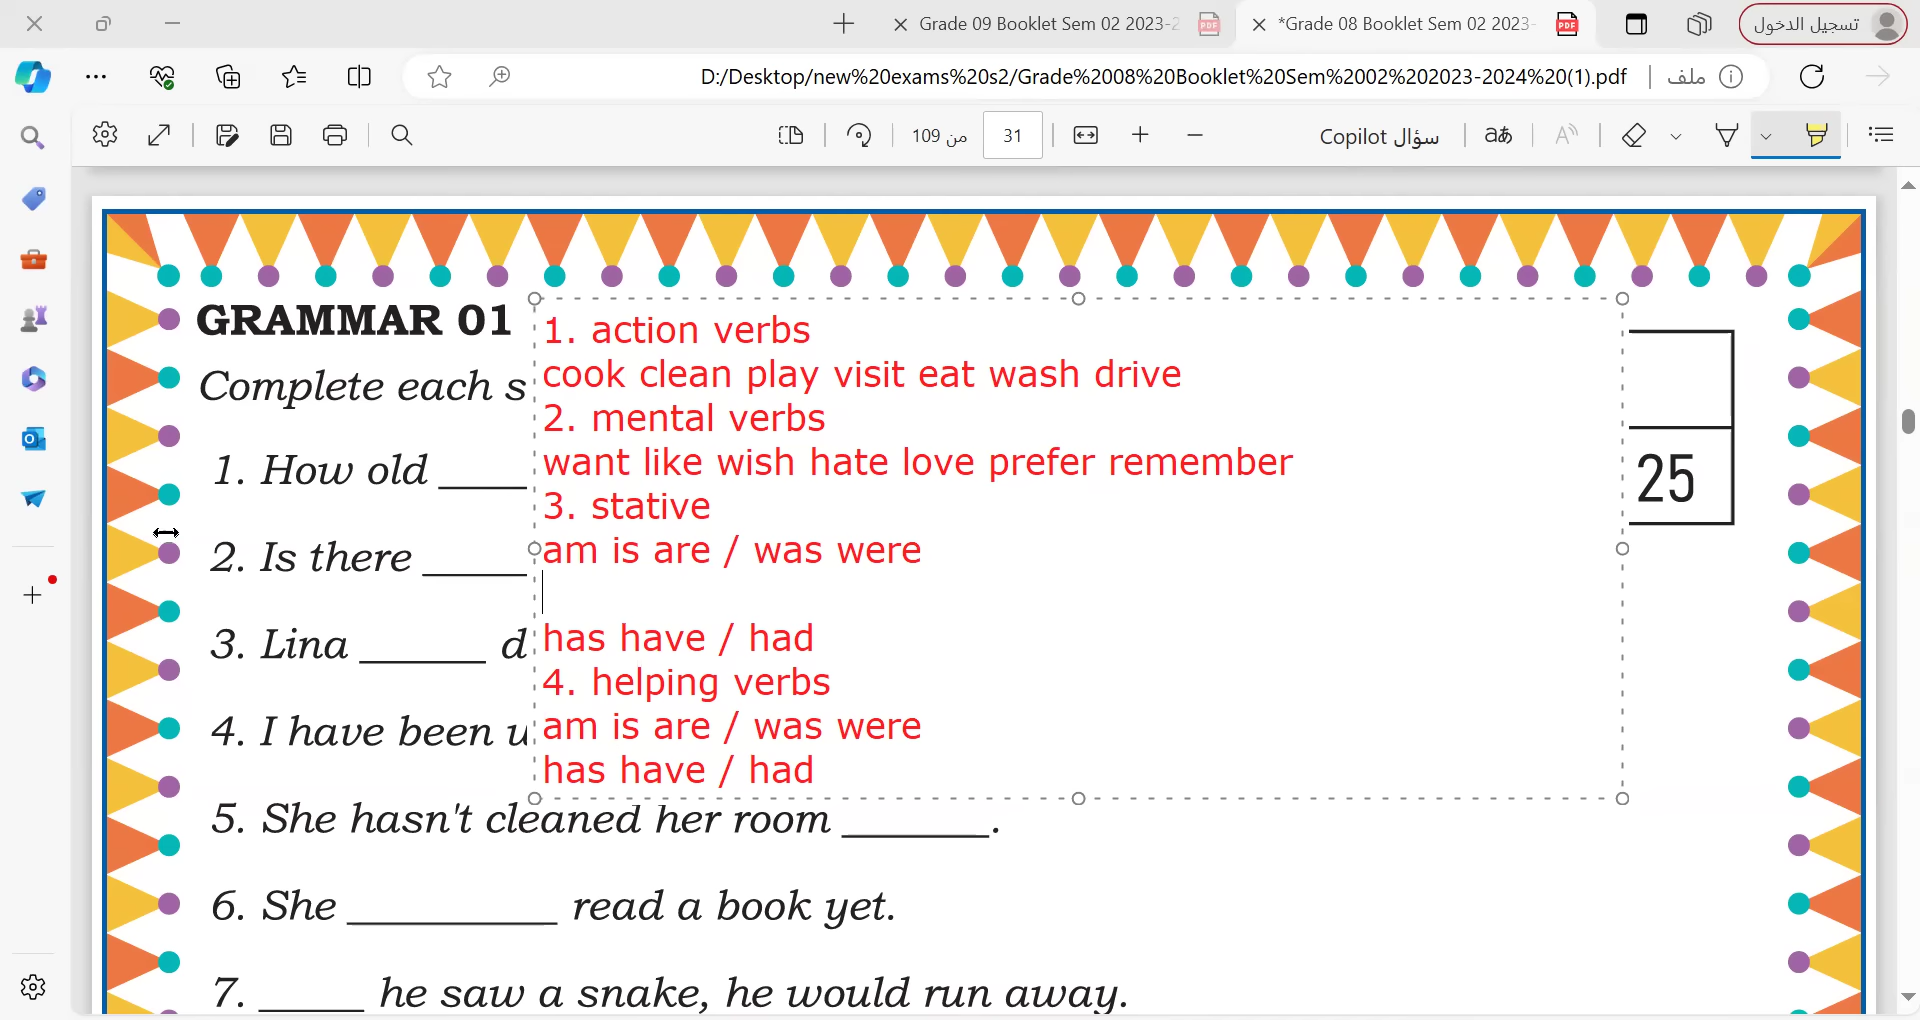 Grade 09 Booklet Sem 02 2023-2
*Grade 08 Booklet Sem 02 2023-
تسجيل الدخول
D:/Desktop/new%20exams%20s2/Grade%2008%20Booklet%20Sem%2002%202023-2024%20(1).pdf
ملف
من 109
31
سؤال Copilot
aあ
GRAMMAR 01
Complete each s
1. How old ____
2. Is there _____
3. Lina ______ d
4. I have been u
5. She hasn't cleaned her room _______.
6. She __________ read a book yet.
7. _____ he saw a snake, he would run away.
1. action verbs
cook clean play visit eat wash drive
2. mental verbs
want like wish hate love prefer remember
3. stative
am is are / was were
has have / had
4. helping verbs
am is are / was were
has have / had
25